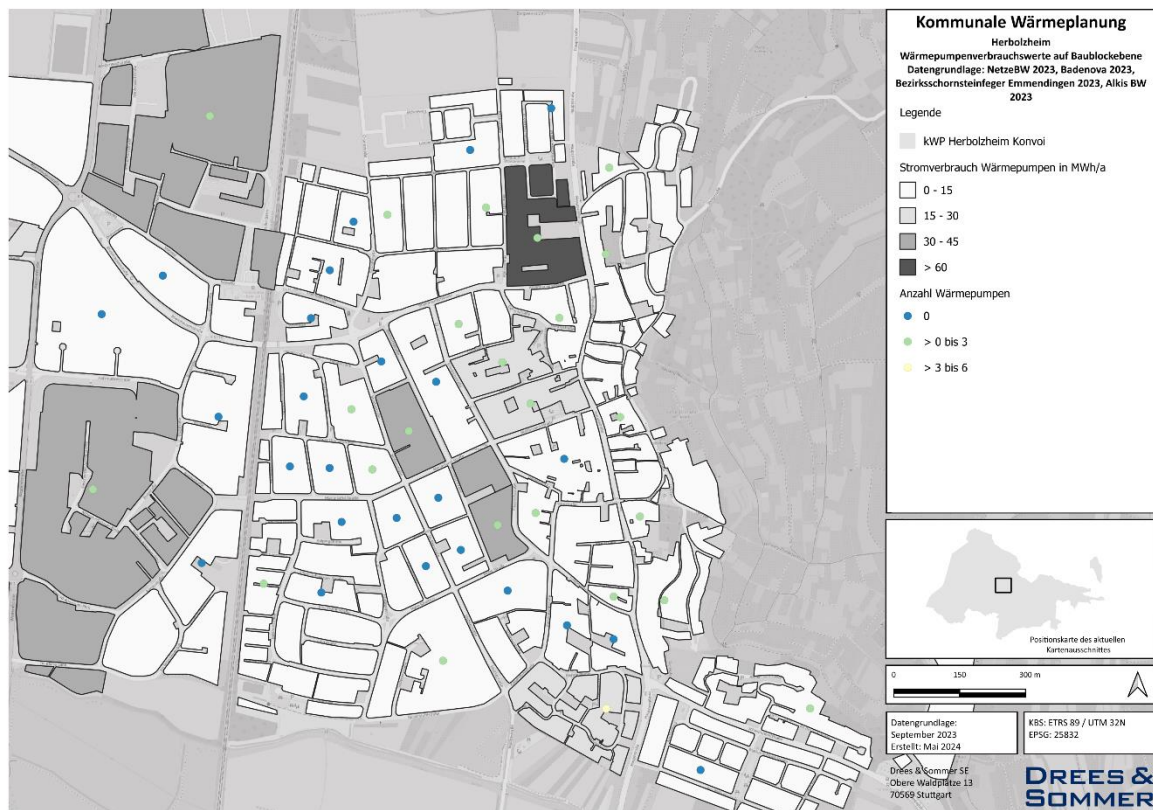 Kommunale Wärmeplanung
Herbolzheim
Wärmepumpenverbrauchswerte auf Baublockebene
Datengrundlage: NetzeBW 2023, Badenova 2023,
Bezirksschornsteinfeger Emmendingen 2023, Alkis BW
2023
Legende
kWP Herbolzheim Konvoi
Stromverbrauch Wärmepumpen in MWh/a
0 - 15
15 - 30
30 - 45
> 60
Anzahl Wärmepumpen
0
> 0 bis 3
> 3 bis 6
Positionskarte des aktuellen
Kartenausschnittes
0 150 300 m
Datengrundlage:
September 2023
Erstellt: Mai 2024
KBS: ETRS 89 / UTM 32N
EPSG: 25832
Drees & Sommer SE
Obere Waldplätze 13
70569 Stuttgart
DREES &
SOMMER